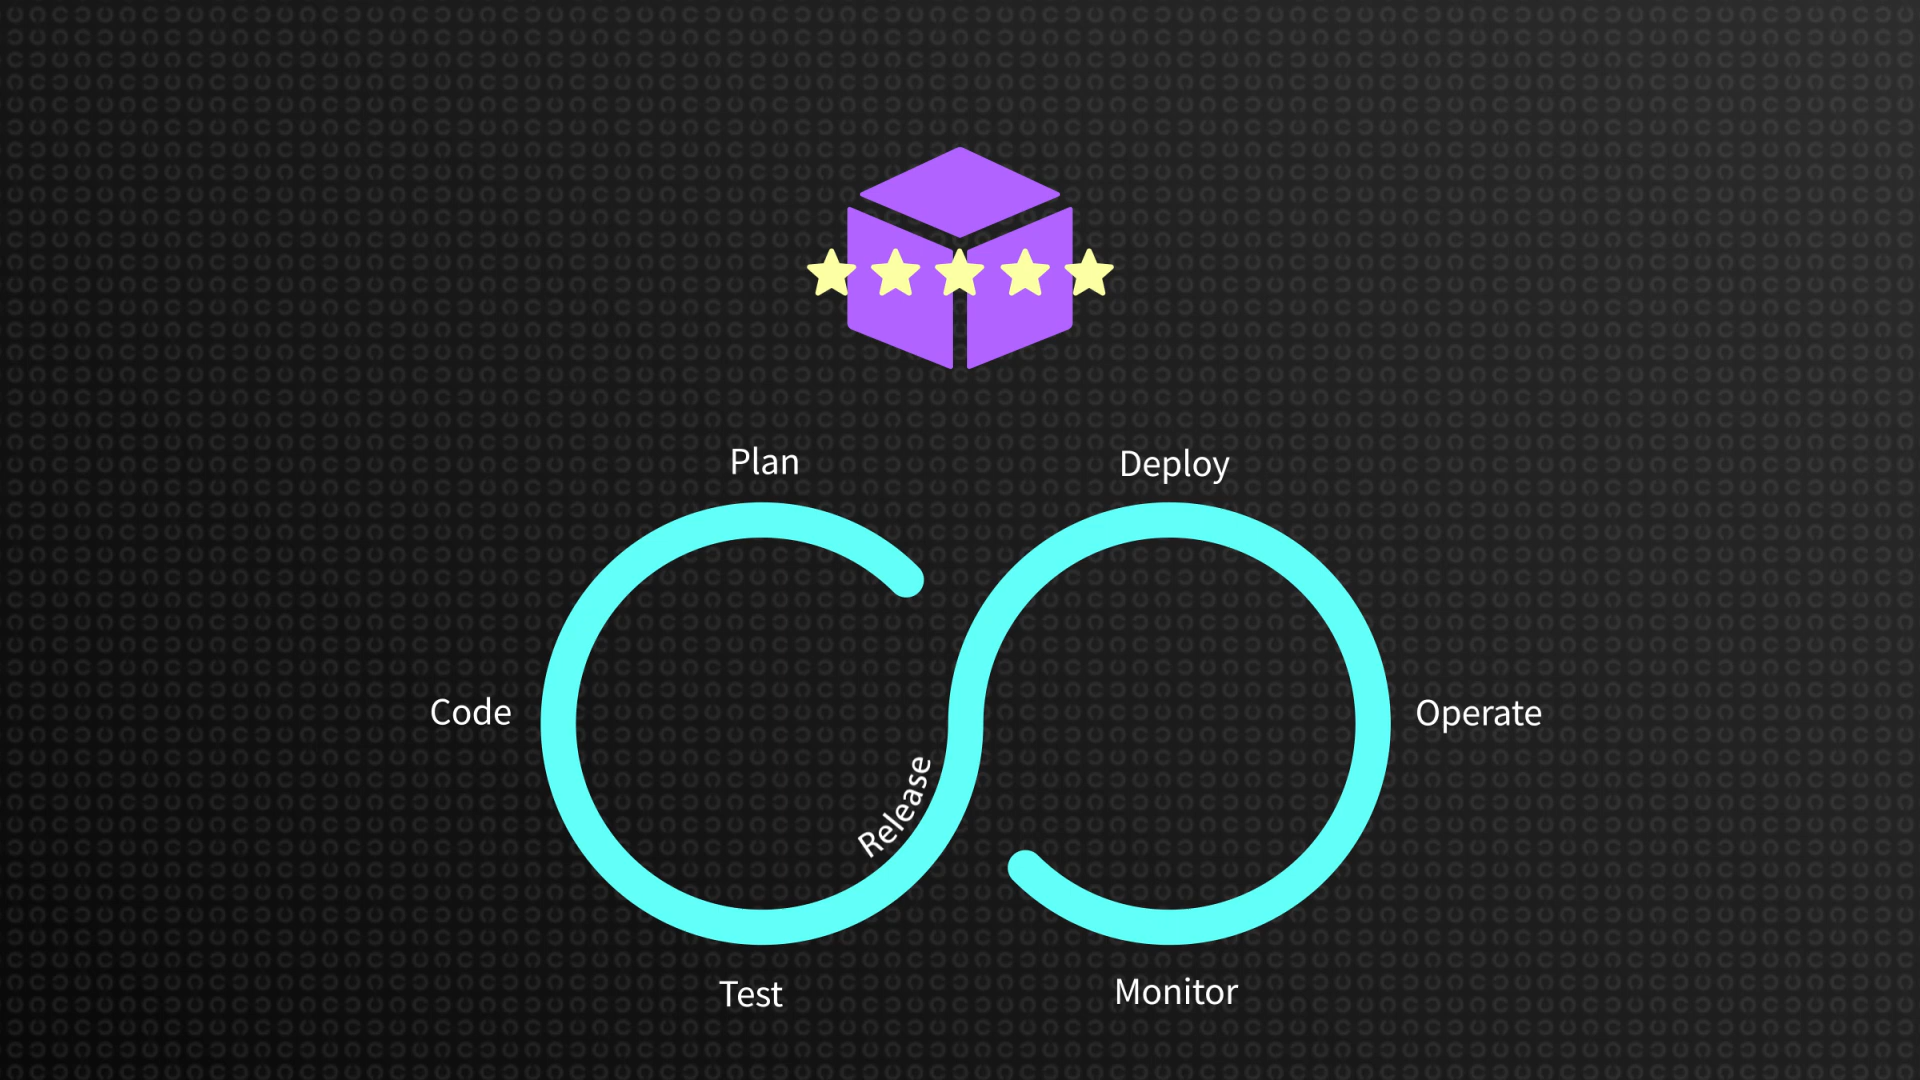 Plan
Deploy
Code
Operate
Release
Test
Monitor